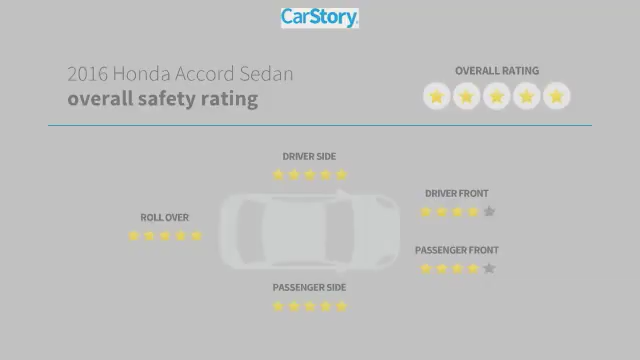 CarStory
2016 Honda Accord Sedan
overall safety rating
OVERALL RATING
DRIVER SIDE
DRIVER FRONT
ROLL OVER
PASSENGER FRONT
PASSENGER SIDE